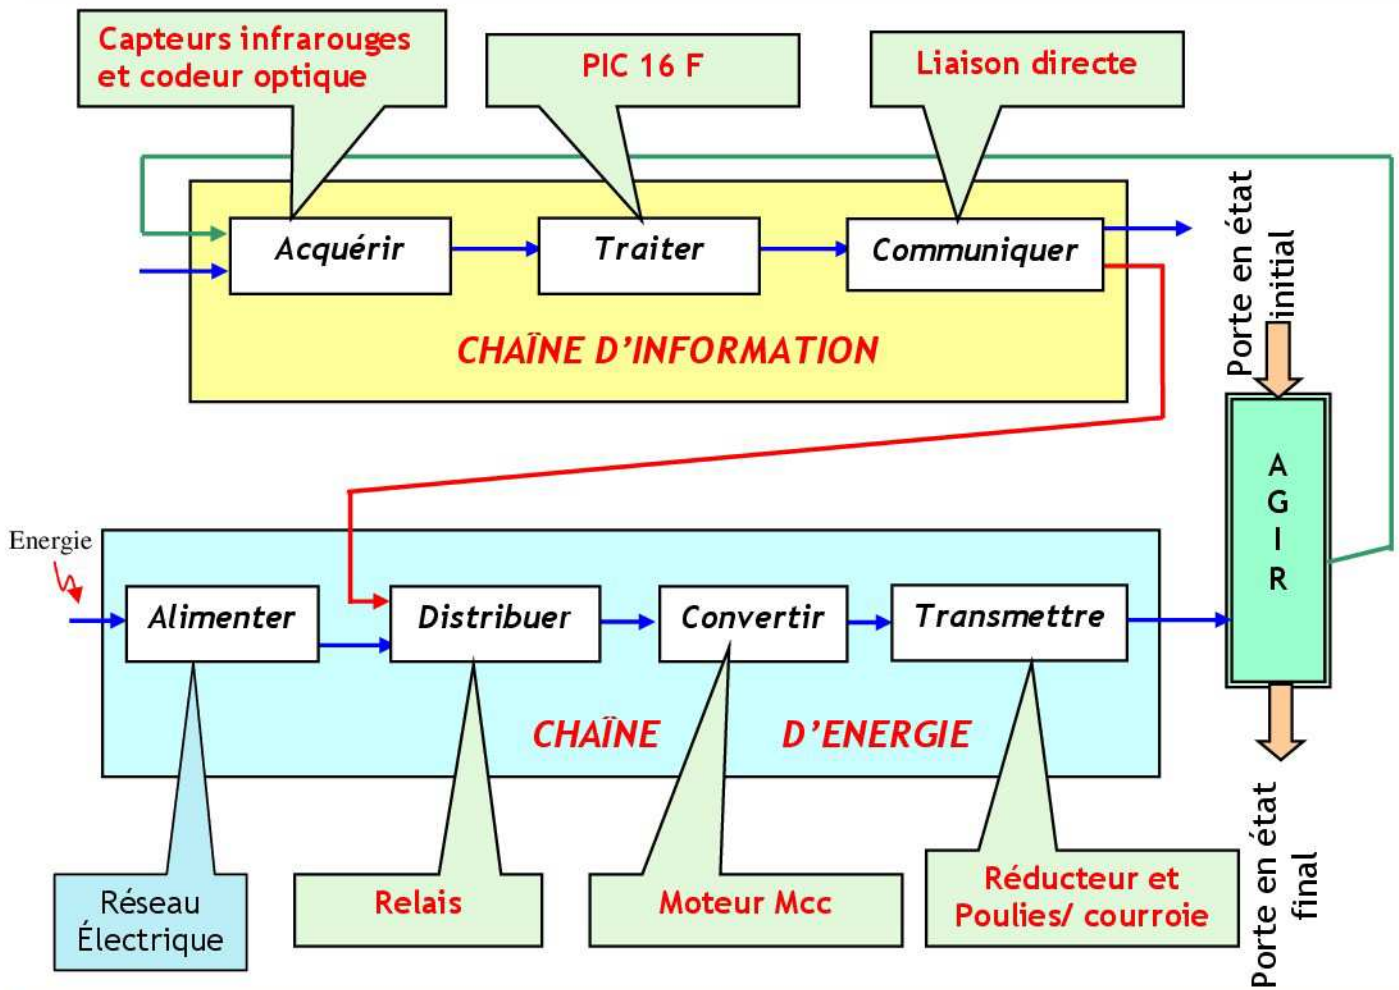 Capteurs infrarouges
et codeur optique
PIC 16 F
Liaison directe
Acquérir
Traiter
Communiquer
CHAÎNE D'INFORMATION
Porte en état
initial
A
G
I
R
Energie
Alimenter
Distribuer
Convertir
Transmettre
CHAÎNE D'ENERGIE
Réseau
Électrique
Relais
Moteur Mcc
Réducteur et
Poulies/ courroie
Porte en état
final